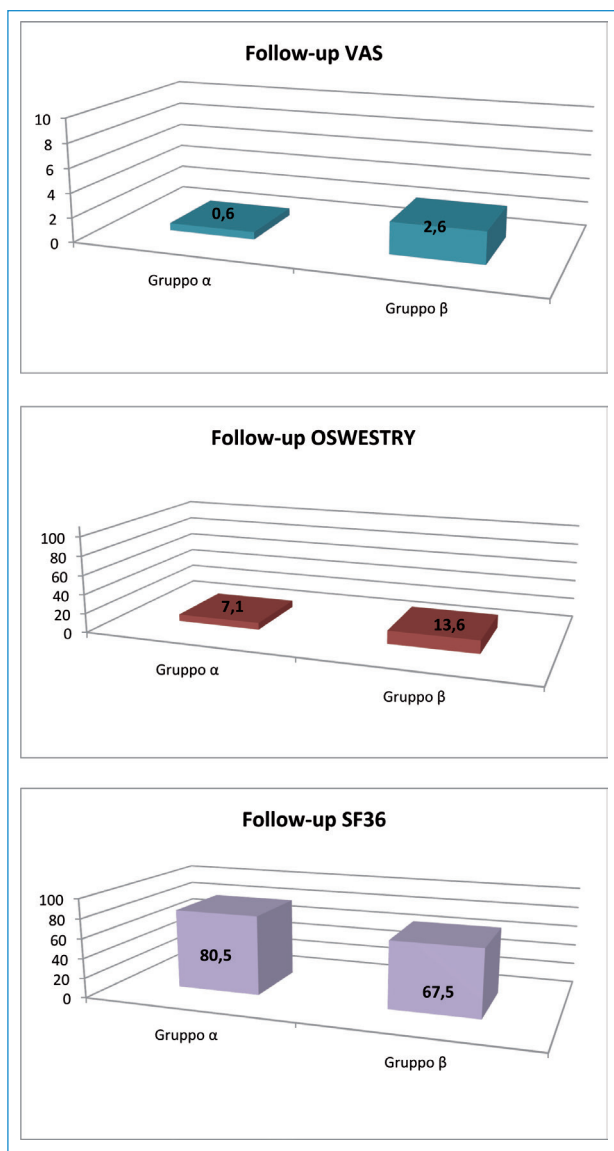 Follow-up VAS
10
8
6
4
2
0
0,6
2,6
Gruppo α
Gruppo β
Follow-up OSWESTRY
100
80
60
40
20
0
7,1
13,6
Gruppo α
Gruppo β
Follow-up SF36
100
80
60
40
20
0
80,5
67,5
Gruppo α
Gruppo β